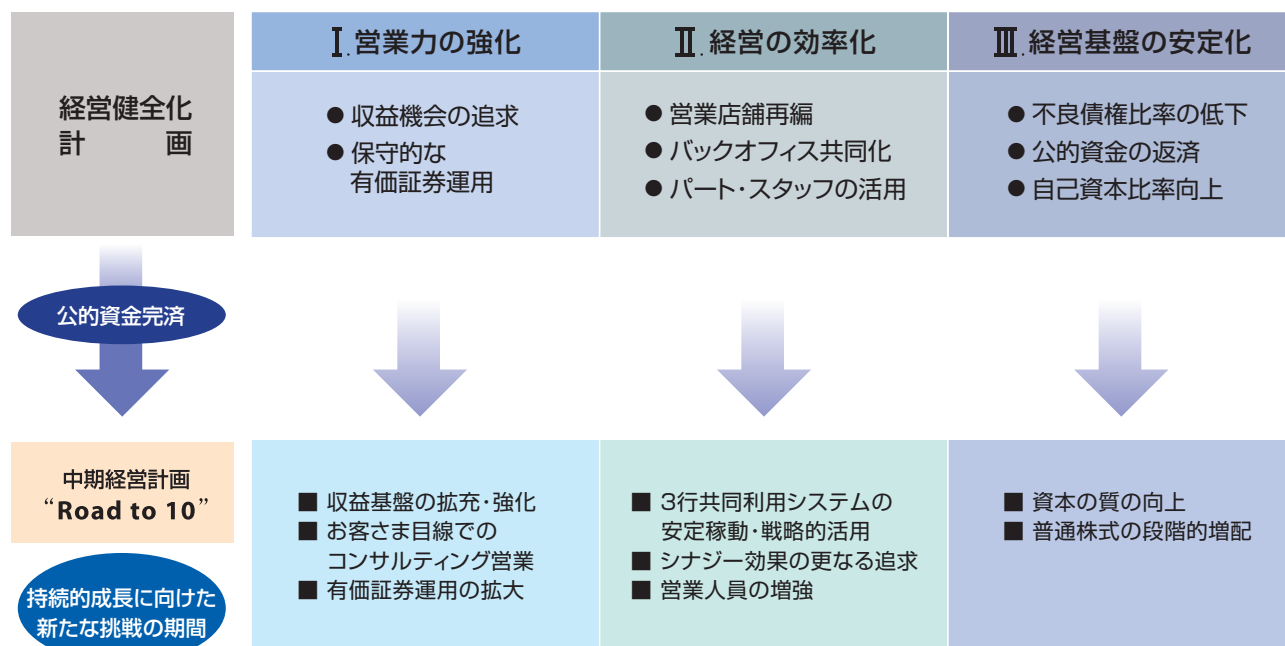 Ⅰ.営業力の強化
Ⅱ.経営の効率化
Ⅲ.経営基盤の安定化
経営健全化
計　画
● 収益機会の追求
● 保守的な
有価証券運用
● 営業店舗再編
● バックオフィス共同化
● パート・スタッフの活用
● 不良債権比率の低下
● 公的資金の返済
● 自己資本比率向上
公的資金完済
中期経営計画
“Road to 10”
持続的成長に向けた
新たな挑戦の期間
■ 収益基盤の拡充・強化
■ お客さま目線での
コンサルティング営業
■ 有価証券運用の拡大
■ 3行共同利用システムの
安定稼動・戦略的活用
■ シナジー効果の更なる追求
■ 営業人員の増強
■ 資本の質の向上
■ 普通株式の段階的増配